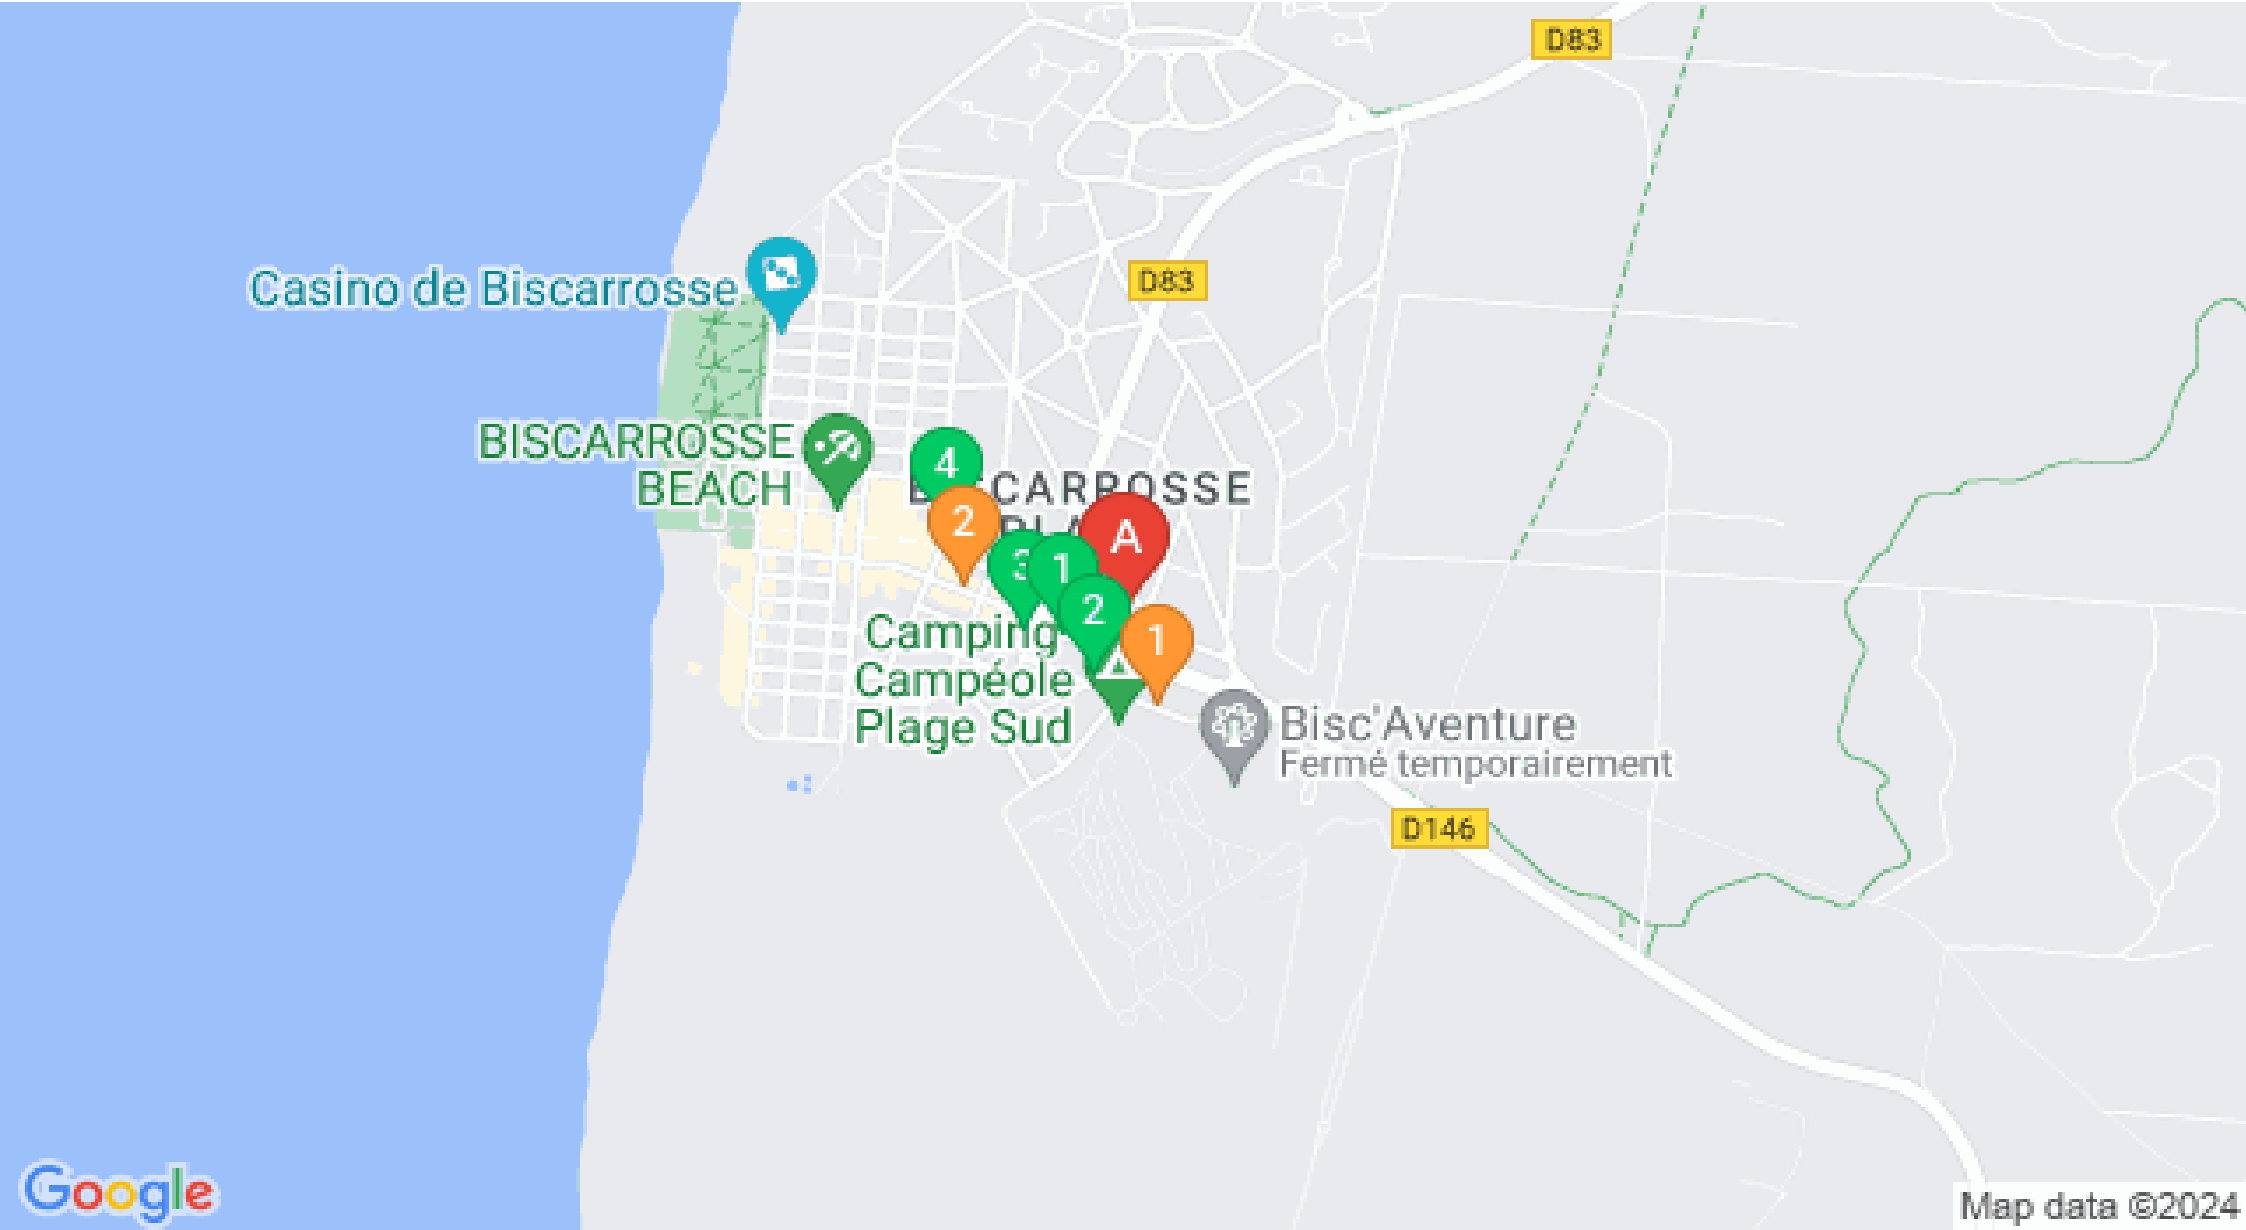 D83
D83
Casino de Biscarrosse
BISCARROSSE
BEACH
4
CARROSSE
2
A
3
1
2
1
Camping
Campéole
Plage Sud
Bisc'Aventure
Fermé temporairement
D146
Google
Map data ©2024